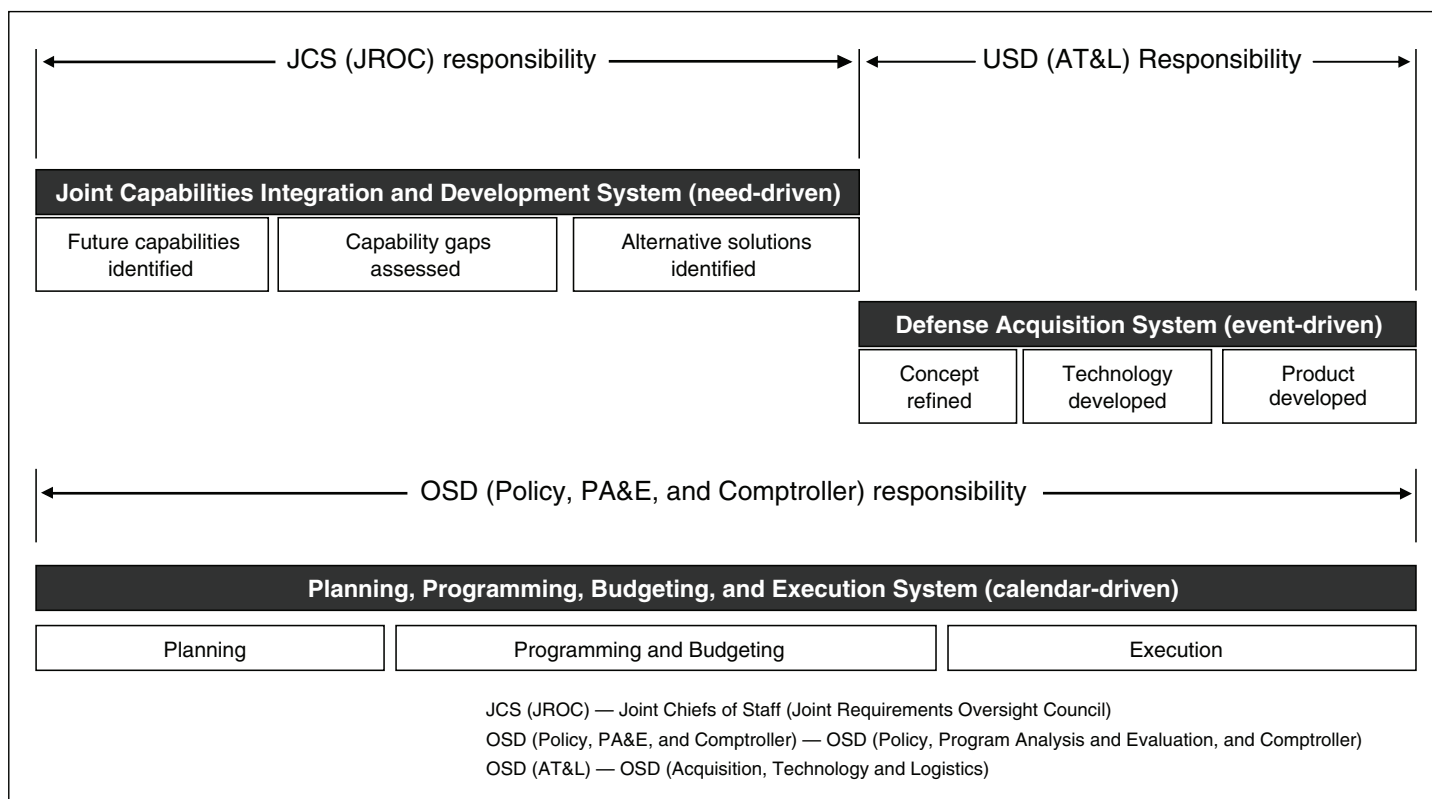 JCS (JROC) responsibility
USD (AT&L) Responsibility
Joint Capabilities Integration and Development System (need-driven)
Future capabilities
identified
Capability gaps
assessed
Alternative solutions
identified
Defense Acquisition System (event-driven)
Concept
refined
Technology
developed
Product
developed
OSD (Policy, PA&E, and Comptroller) responsibility
Planning, Programming, Budgeting, and Execution System (calendar-driven)
Planning
Programming and Budgeting
Execution
JCS (JROC) — Joint Chiefs of Staff (Joint Requirements Oversight Council)
OSD (Policy, PA&E, and Comptroller) — OSD (Policy, Program Analysis and Evaluation, and Comptroller)
OSD (AT&L) — OSD (Acquisition, Technology and Logistics)